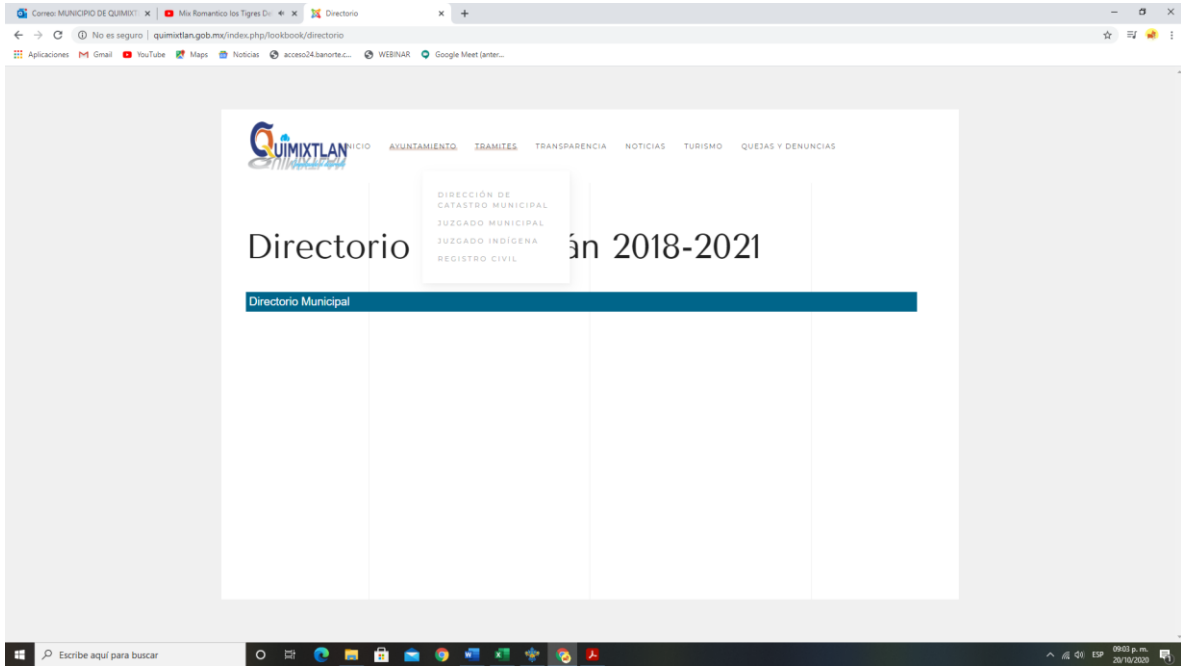 Correo: MUNICIPIO DE QUIMIXT
Mix Romantico los Tigres De
Directorio
No es seguro | quimixtlan.gob.mx/index.php/lookbook/directorio
Aplicaciones Gmail YouTube Maps Noticias acceso24.banorte.c... WEBINAR Google Meet (anter...
QUIMIXTLAN
NICIO AYUNTAMIENTO TRAMITES TRANSPARENCIA NOTICIAS TURISMO QUEJAS Y DENUNCIAS
DIRECCIÓN DE
CATASTRO MUNICIPAL
JUZGADO MUNICIPAL
JUZGADO INDÍGENA
REGISTRO CIVIL
Directorio án 2018-2021
Directorio Municipal
Escribe aquí para buscar
ESP
09:03 p. m.
20/10/2020